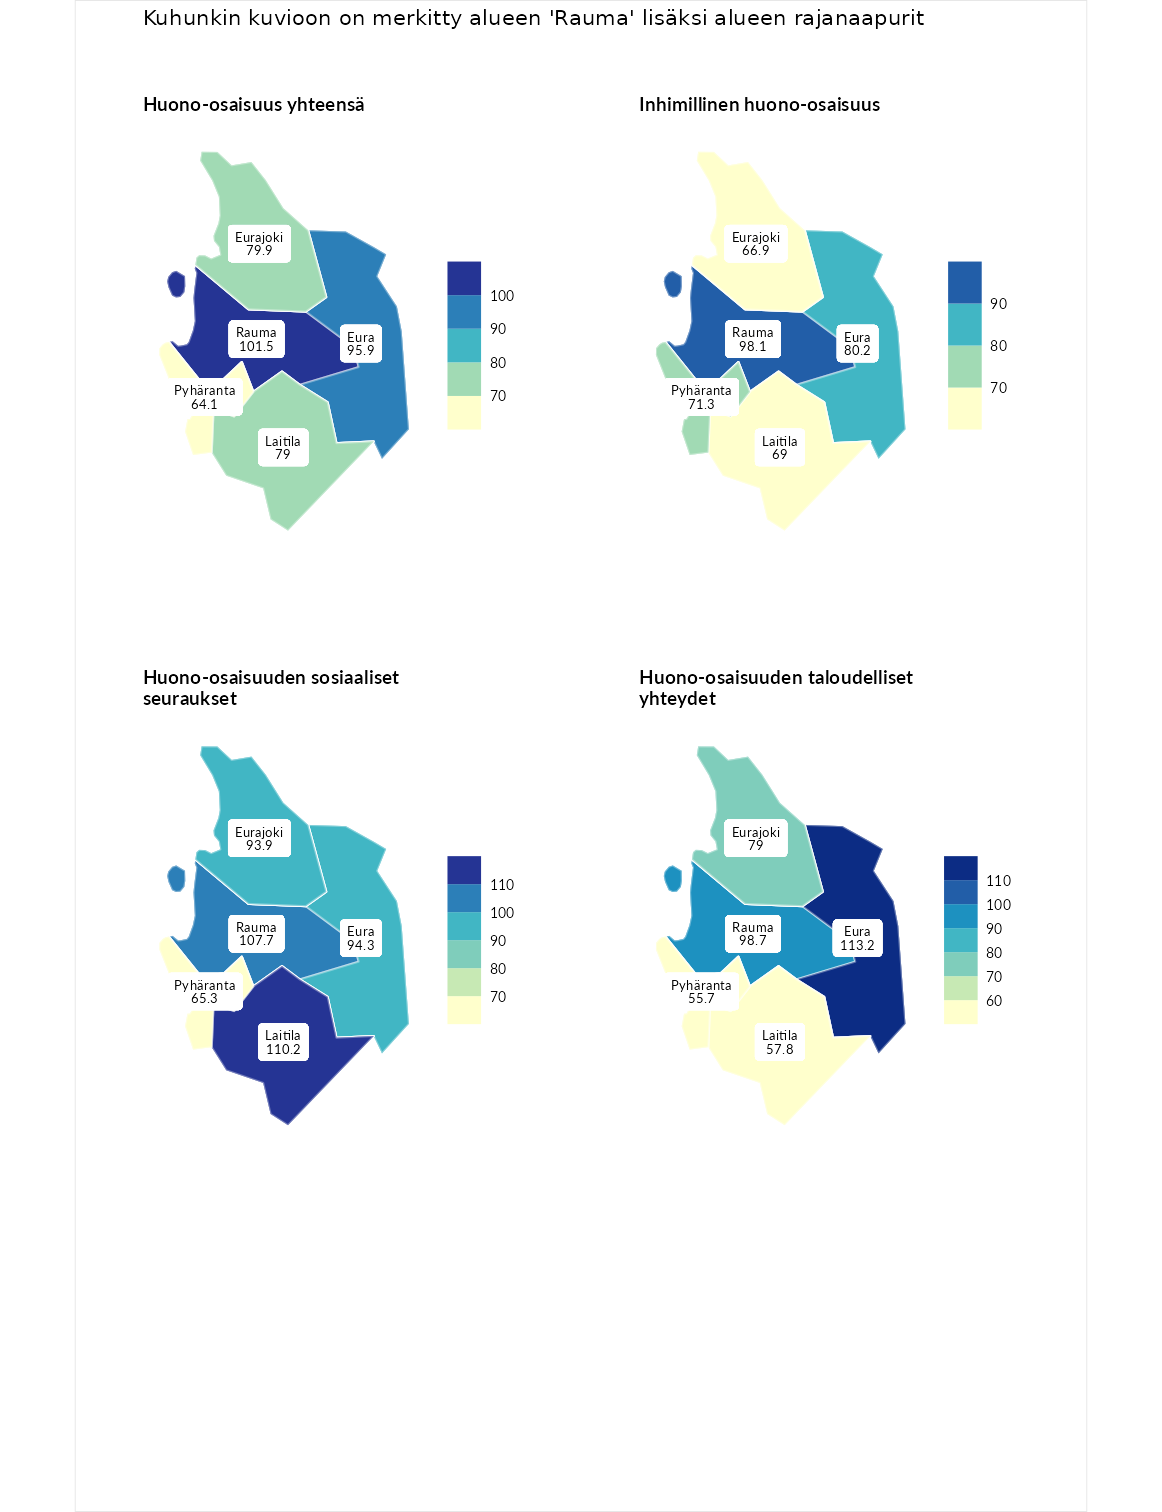 Kuhunkin kuvioon on merkitty alueen 'Rauma' lisäksi alueen rajanaapurit
Huono-osaisuus yhteensä
Eurajoki
79.9
Rauma
101.5
Eura
95.9
Pyhäranta
64.1
Laitila
79
100
90
80
70
Inhimillinen huono-osaisuus
Eurajoki
66.9
Rauma
98.1
Eura
80.2
Pyhäranta
71.3
Laitila
69
90
80
70
Huono-osaisuuden sosiaaliset
seuraukset
Eurajoki
93.9
Rauma
107.7
Eura
94.3
Pyhäranta
65.3
Laitila
110.2
110
100
90
80
70
Huono-osaisuuden taloudelliset
yhteydet
Eurajoki
79
Rauma
98.7
Eura
113.2
Pyhäranta
55.7
Laitila
57.8
110
100
90
80
70
60